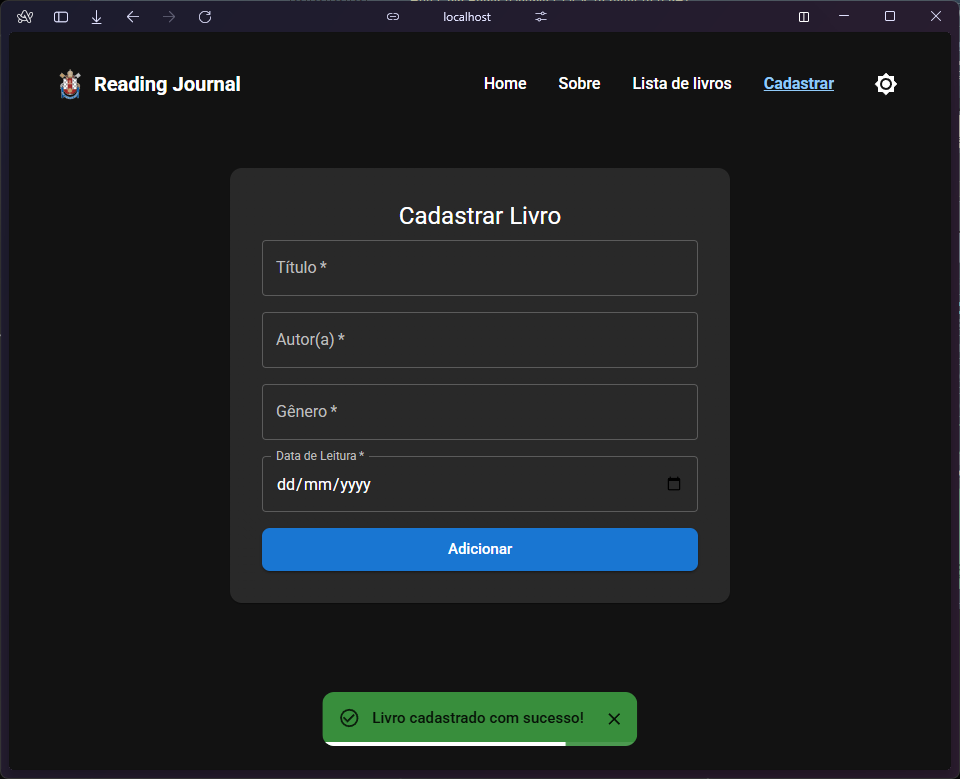 localhost
Reading Journal
Home Sobre Lista de livros Cadastrar
Cadastrar Livro
Título *
Autor(a) *
Gênero *
Data de Leitura *
dd/mm/yyyy
Adicionar
Livro cadastrado com sucesso!